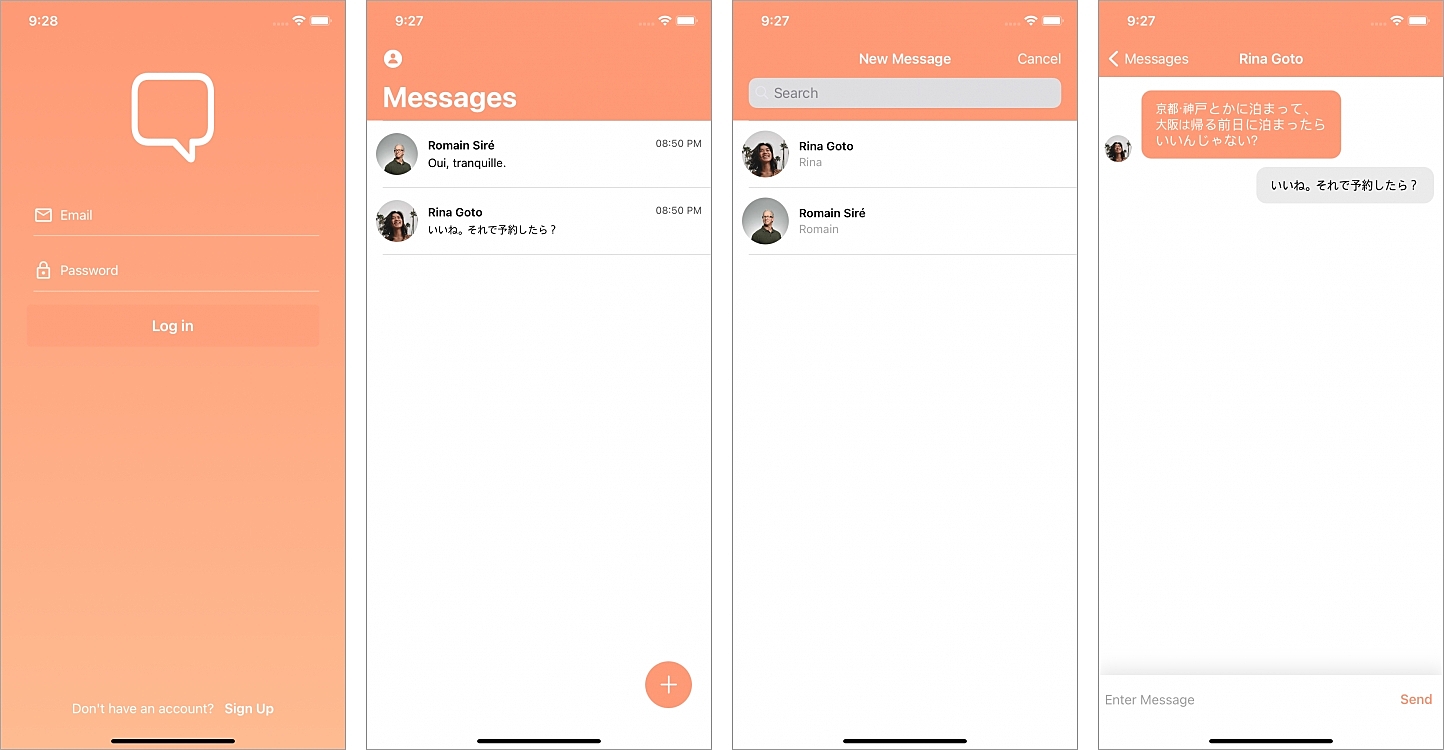 9:28
Email
Password
Log in
Don't have an account? Sign Up
9:27
Messages
Romain Siré
08:50 PM
Oui, tranquille.
Rina Goto
08:50 PM
いいね。それで予約したら？
9:27
New Message
Cancel
Search
Rina Goto
Rina
Romain Siré
Romain
9:27
Messages
Rina Goto
京都·神戸とかに泊まって、
大阪は帰る前日に泊まったら
いいんじゃない?
いいね。それで予約したら？
Enter Message
Send